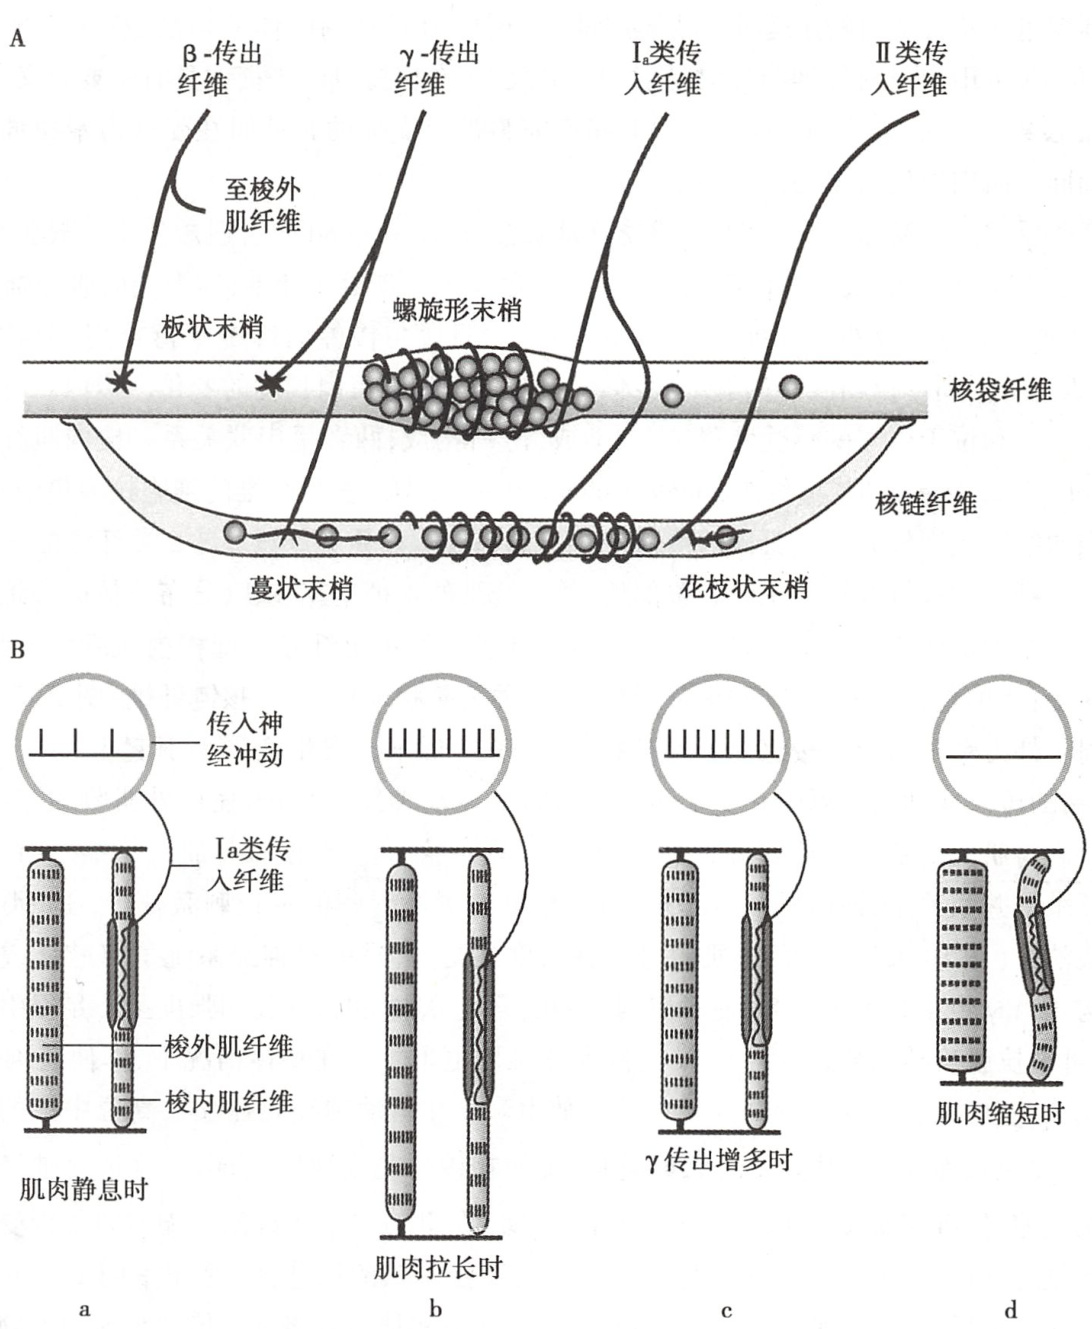 A
β-传出
纤维
γ-传出
纤维
Ⅰₐ类传
入纤维
Ⅱ类传
入纤维
至梭外
肌纤维
板状末梢
螺旋形末梢
核袋纤维
核链纤维
蔓状末梢
花枝状末梢
B
传入神
经冲动
Ⅰa类传
入纤维
梭外肌纤维
梭内肌纤维
肌肉静息时
肌肉拉长时
γ传出增多时
肌肉缩短时
a
b
c
d